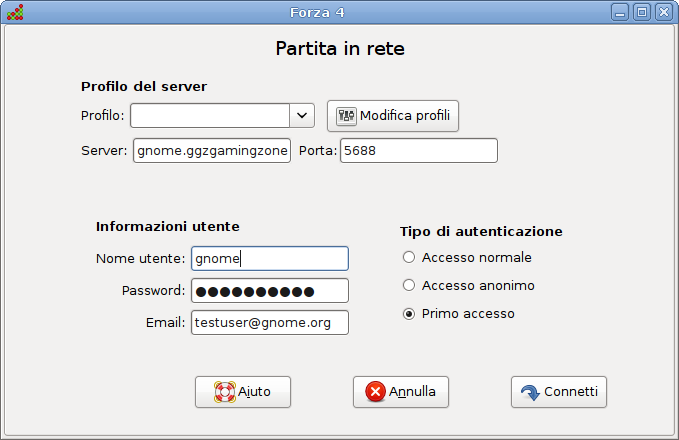 Forza 4
Partita in rete
Profilo del server
Profilo:
Modifica profili
Server: gnome.ggzgamingzone Porta: 5688
Informazioni utente
Nome utente: gnome
Password: ●●●●●●●●●●
Email: testuser@gnome.org
Tipo di autenticazione
Accesso normale
Accesso anonimo
Primo accesso
Aiuto Annulla Connetti